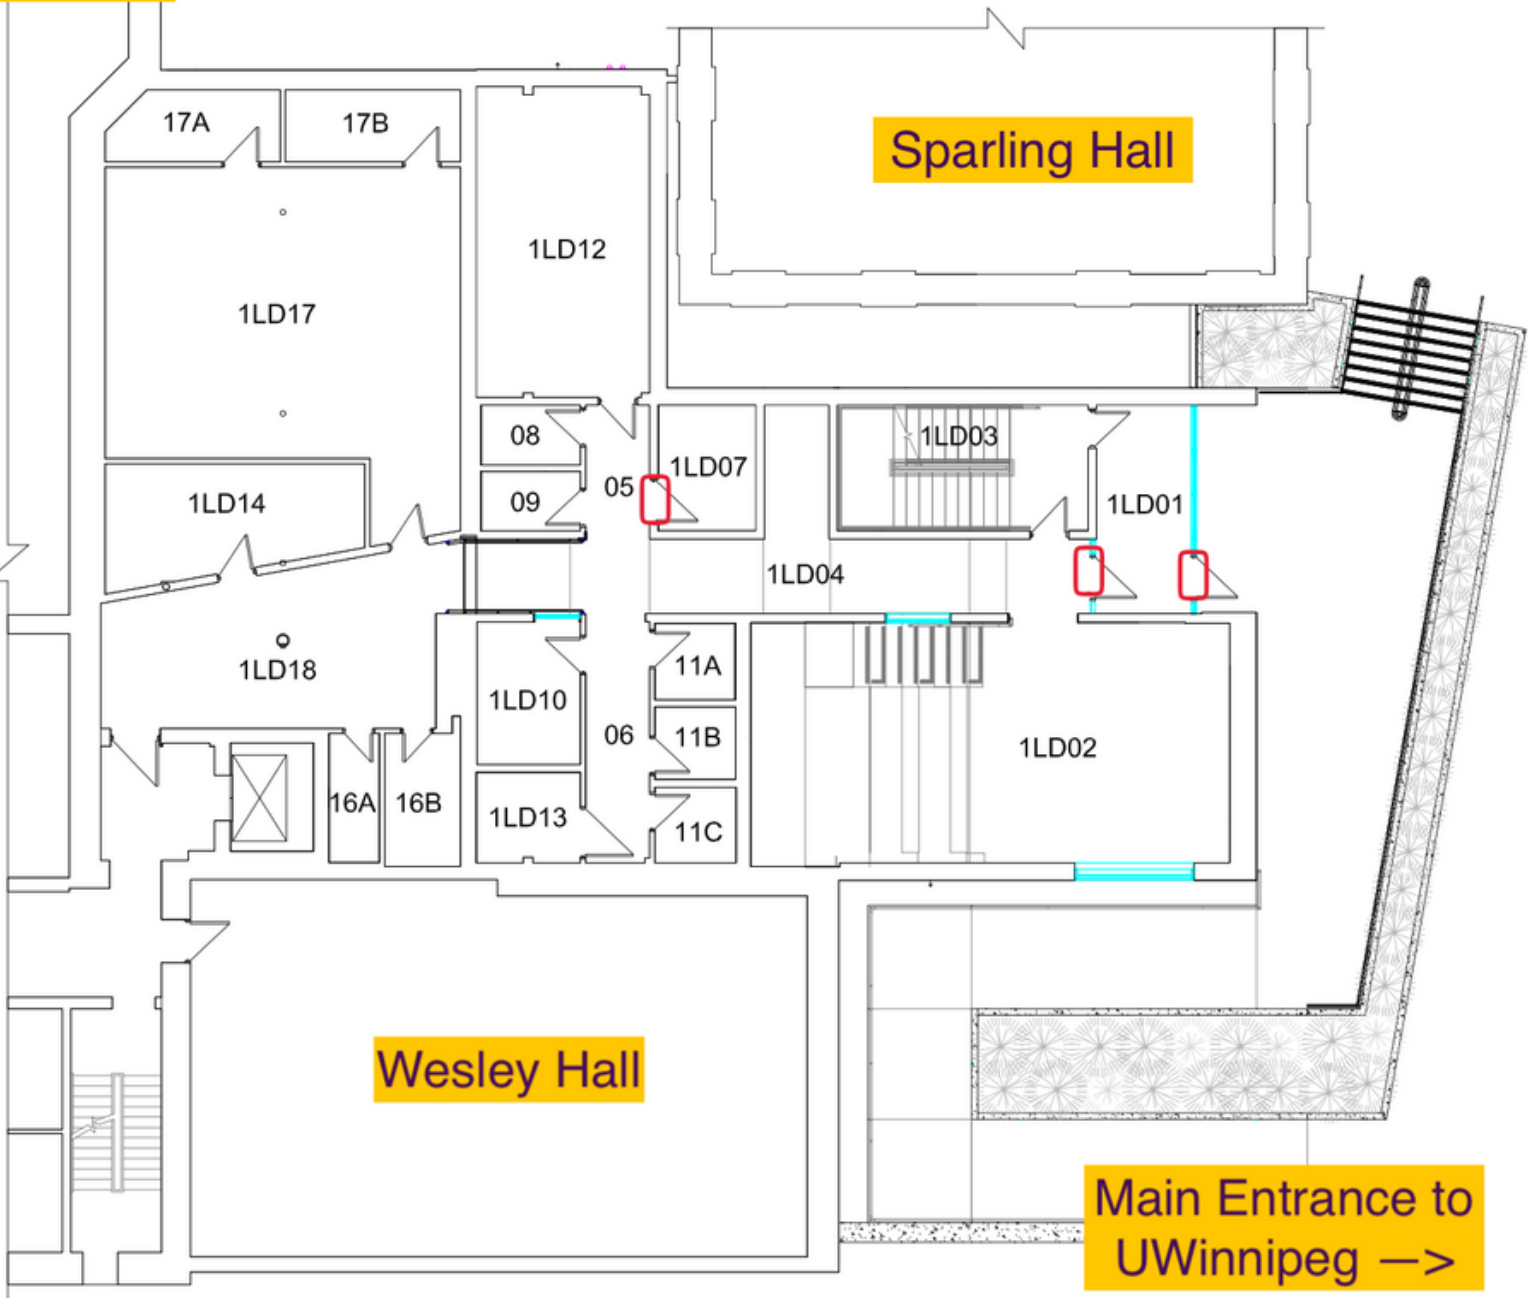 17A
17B
Sparling Hall
1LD12
1LD17
08
1LD03
1LD07
05
09
1LD14
1LD01
1LD04
11A
1LD18
1LD10
06
11B
1LD02
16A
16B
1LD13
11C
Wesley Hall
Main Entrance to
UWinnipeg —>